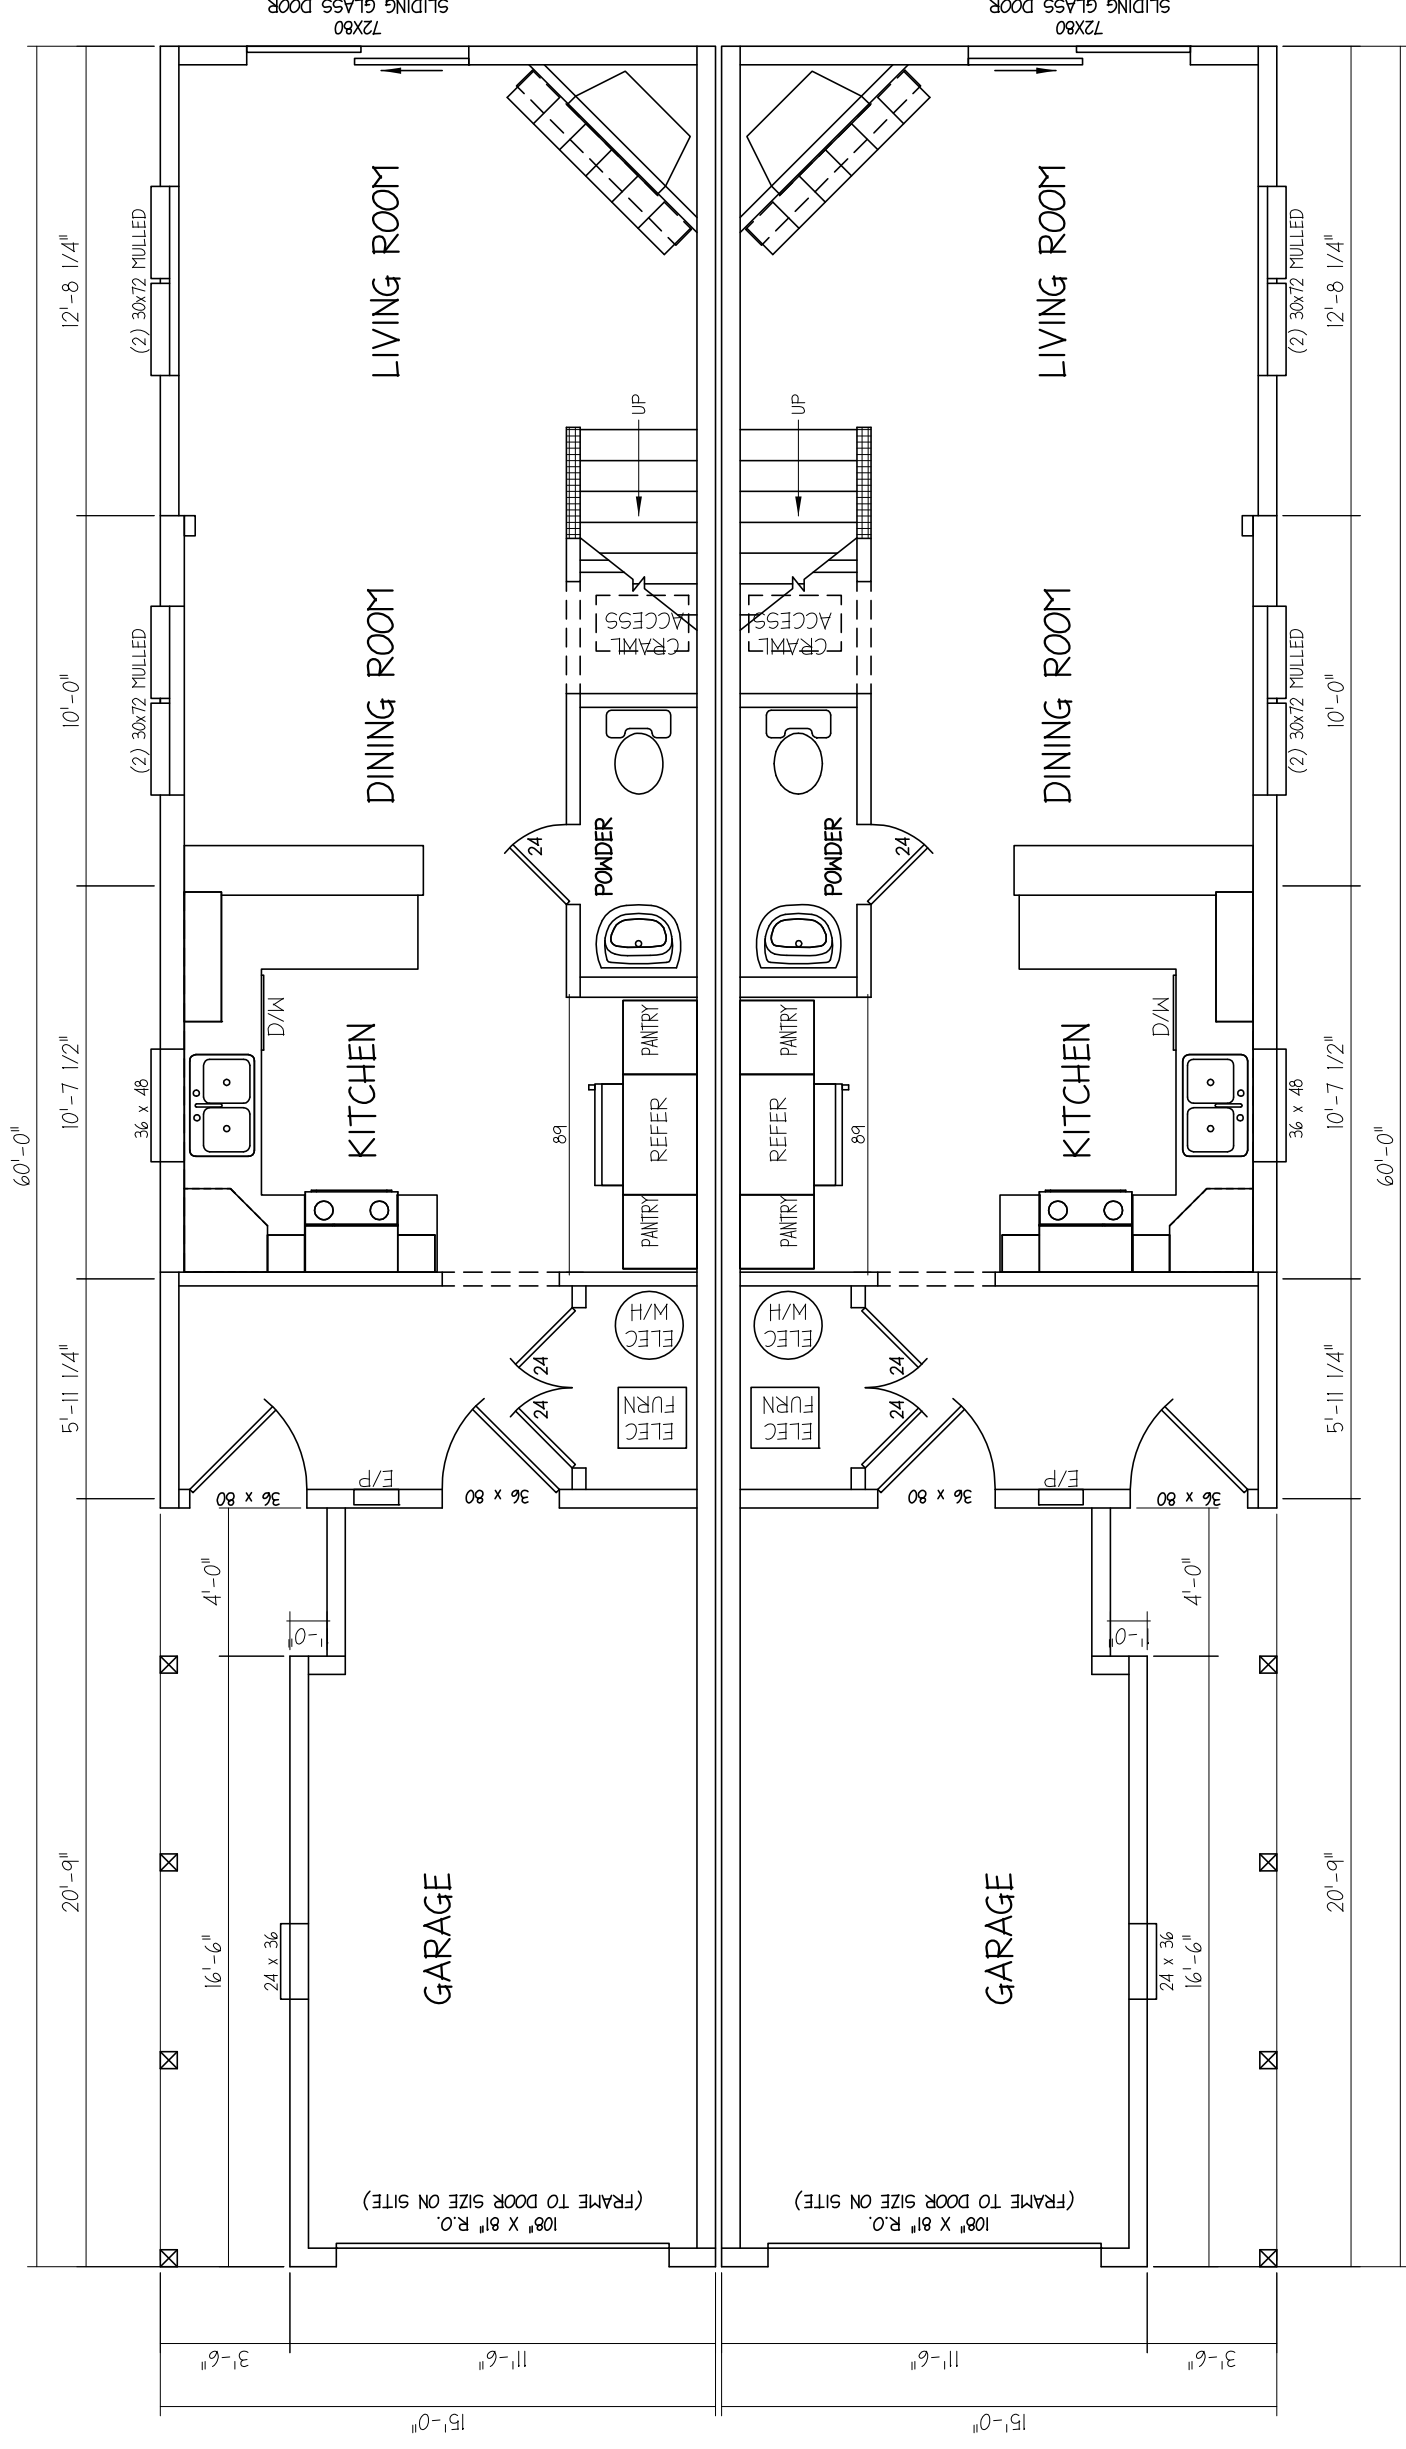 SLIDING GLASS DOOR
72X80
SLIDING GLASS DOOR
72X80
60'-0"
12'-8 1/4"
10'-0"
10'-7 1/2"
5'-11 1/4"
20'-9"
(2) 30x72 MULLED
(2) 30x72 MULLED
36 x 48
LIVING ROOM
UP
DINING ROOM
CRAWL
ACCESS
POWDER
24
KITCHEN
D/W
PANTRY
REFER
PANTRY
89
ELEC
W/H
ELEC
FURN
24
24
E/P
36 x 80
36 x 80
4'-0"
1'-0"
16'-6"
24 x 36
GARAGE
108" X 81" R.O.
(FRAME TO DOOR SIZE ON SITE)
3'-6"
11'-6"
15'-0"
LIVING ROOM
UP
DINING ROOM
CRAWL
ACCESS
POWDER
24
KITCHEN
D/W
PANTRY
REFER
PANTRY
89
ELEC
W/H
ELEC
FURN
24
24
E/P
36 x 80
36 x 80
4'-0"
1'-0"
16'-6"
24 x 36
GARAGE
108" X 81" R.O.
(FRAME TO DOOR SIZE ON SITE)
(2) 30x72 MULLED
(2) 30x72 MULLED
36 x 48
12'-8 1/4"
10'-0"
10'-7 1/2"
5'-11 1/4"
20'-9"
60'-0"
11'-6"
3'-6"
15'-0"